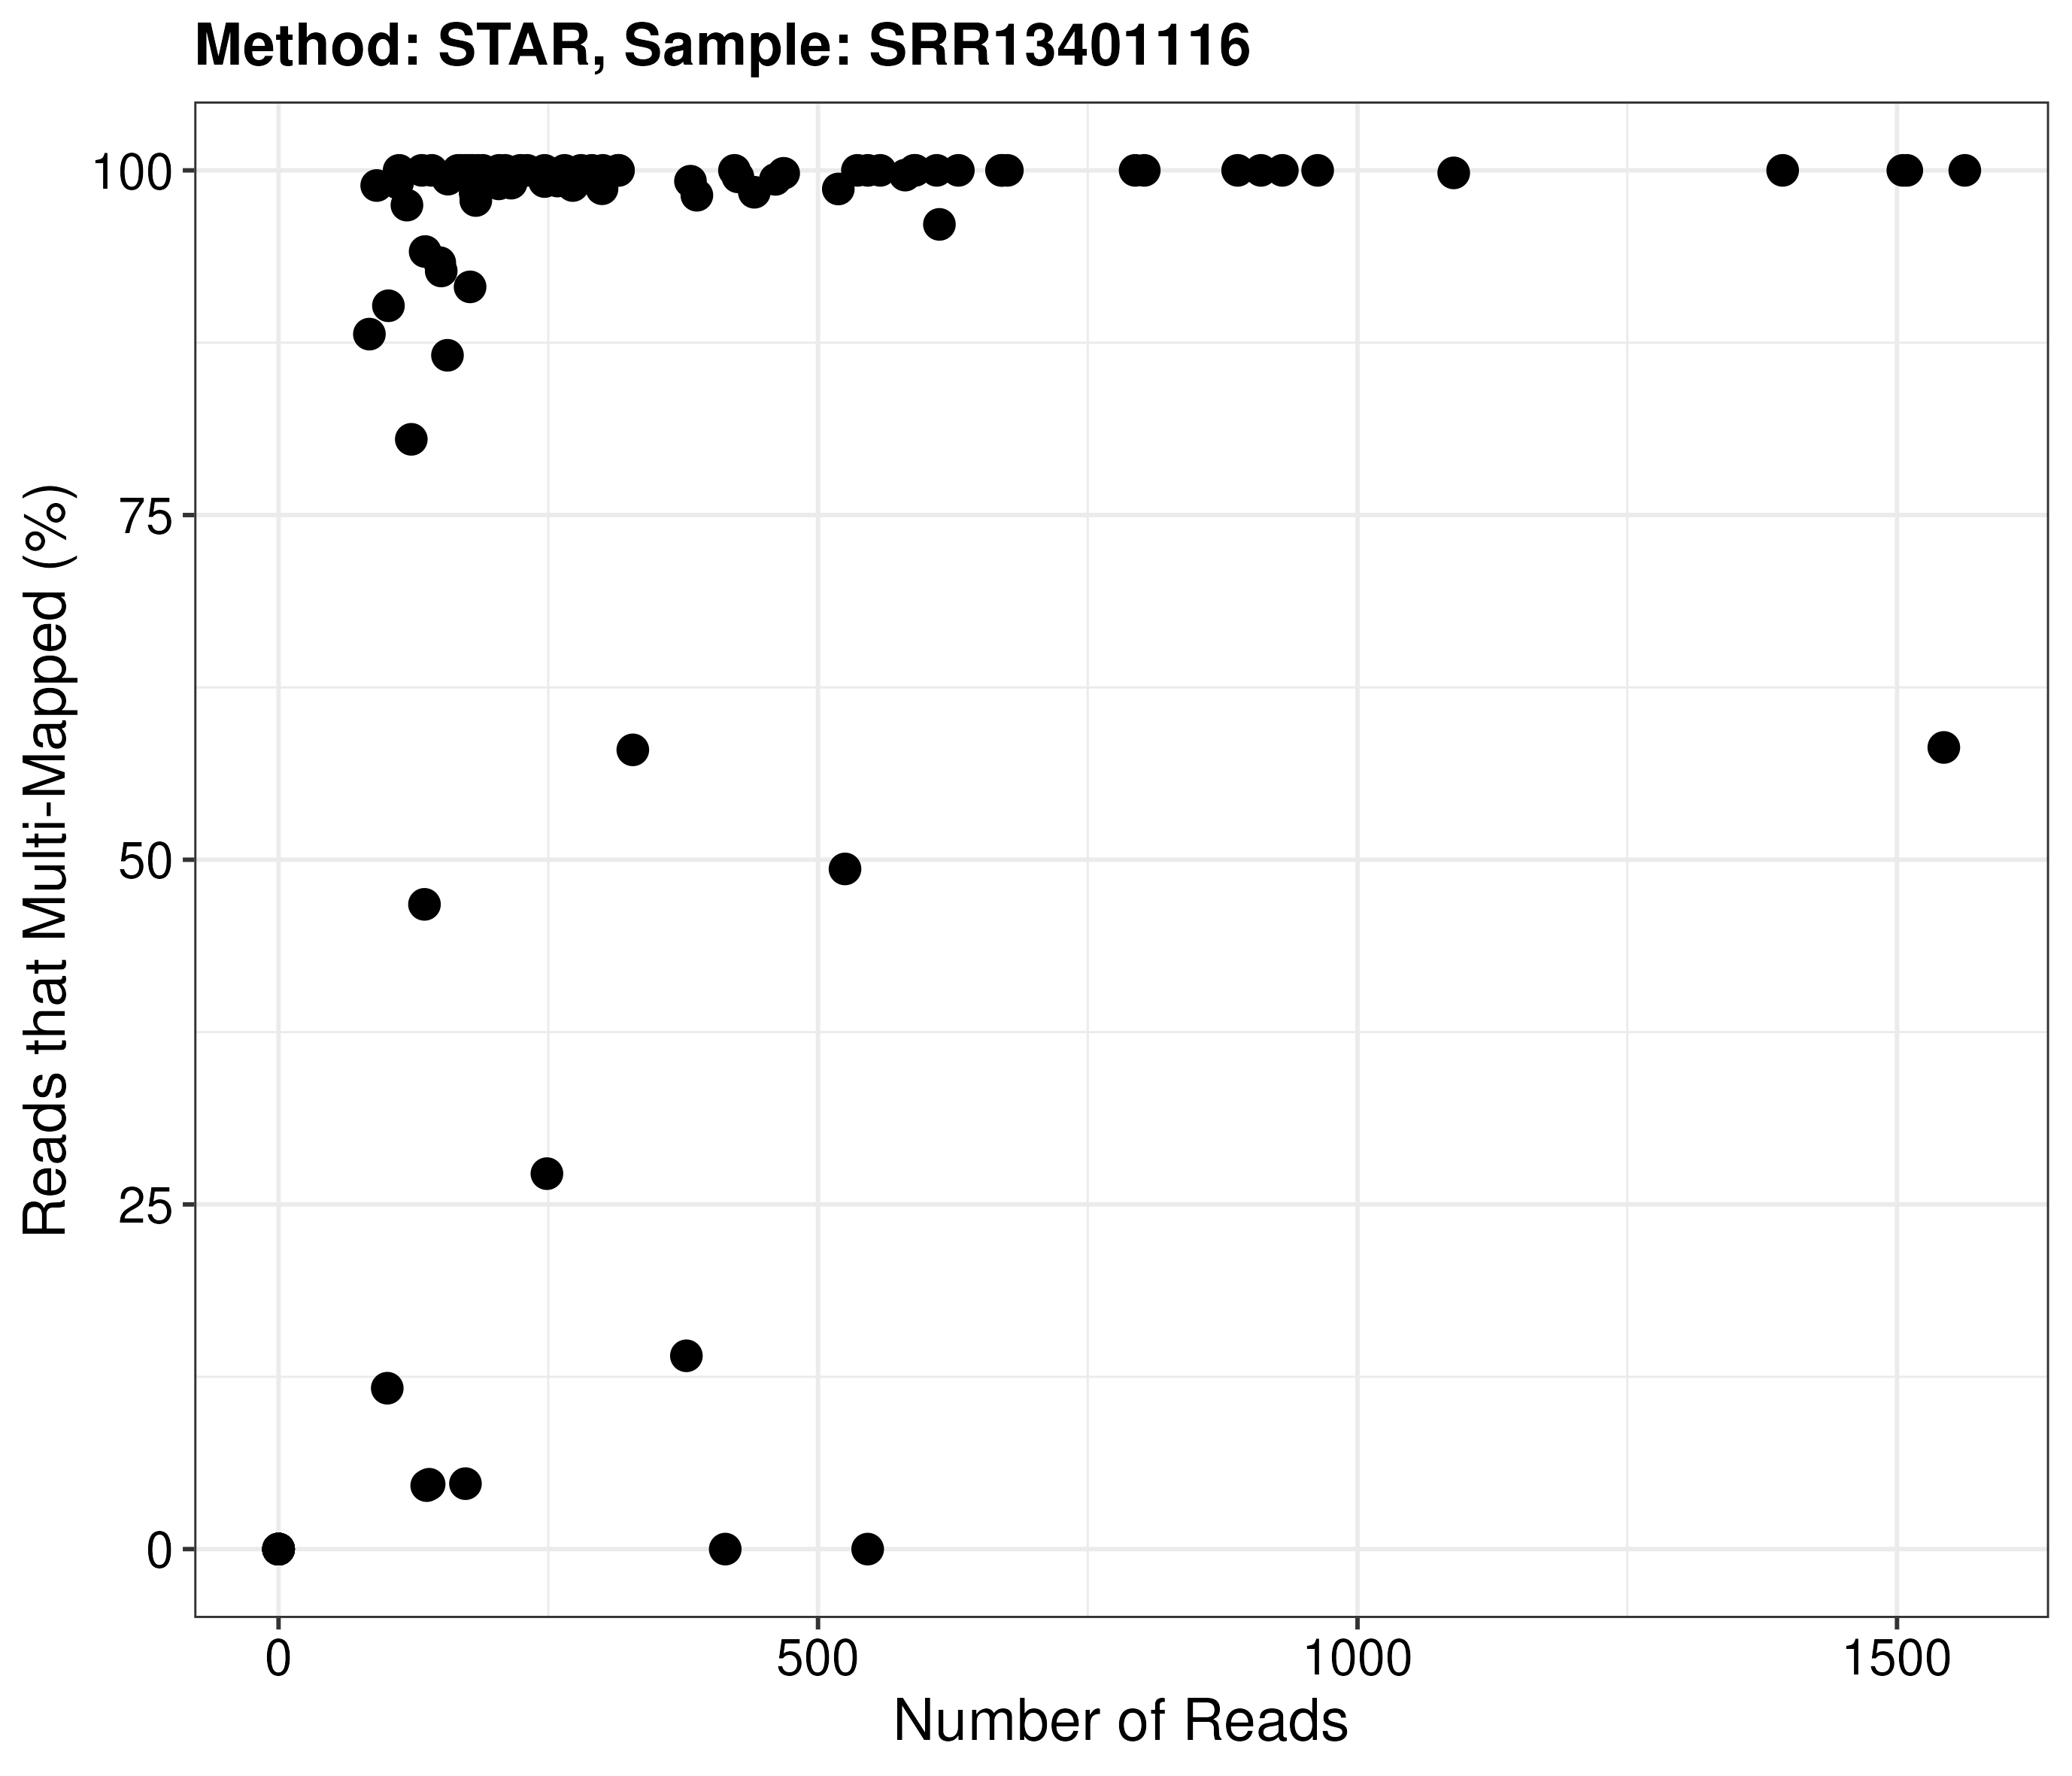 Method: STAR, Sample: SRR13401116
Reads that Multi-Mapped (%)
100
75
50
25
0
0 500 1000 1500
Number of Reads